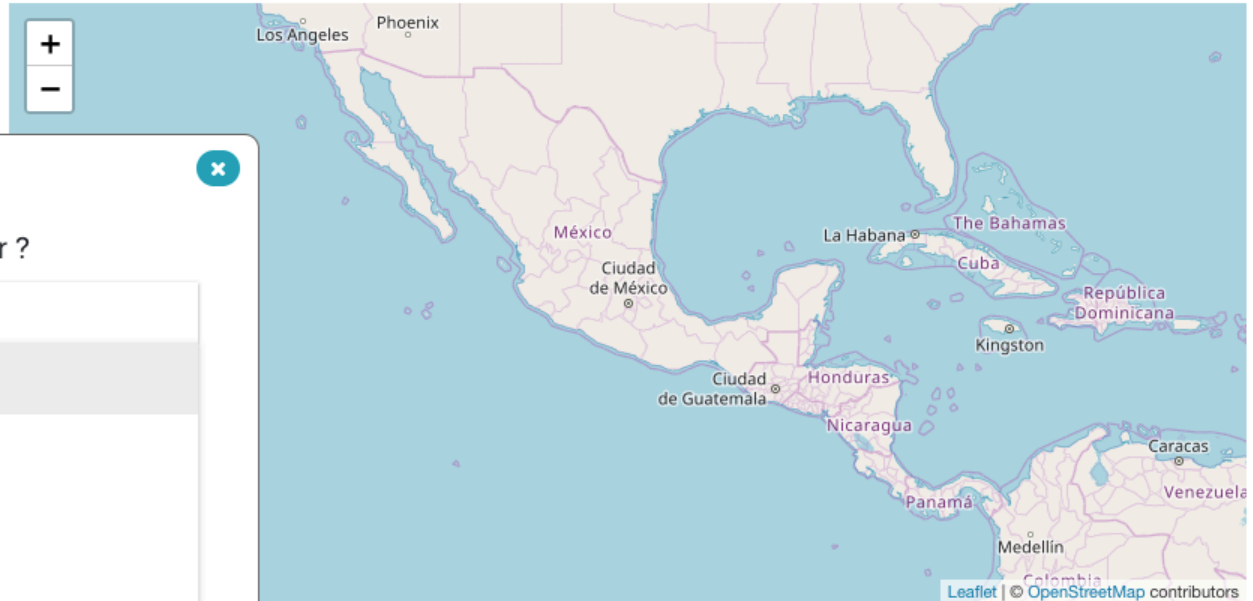 +
−
Los Angeles
Phoenix
r ?
México
Ciudad
de México
La Habana
The Bahamas
Cuba
República
Dominicana
Kingston
Ciudad
de Guatemala
Honduras
Nicaragua
Caracas
Venezuela
Panamá
Medellín
Colombia
Leaflet | © OpenStreetMap contributors